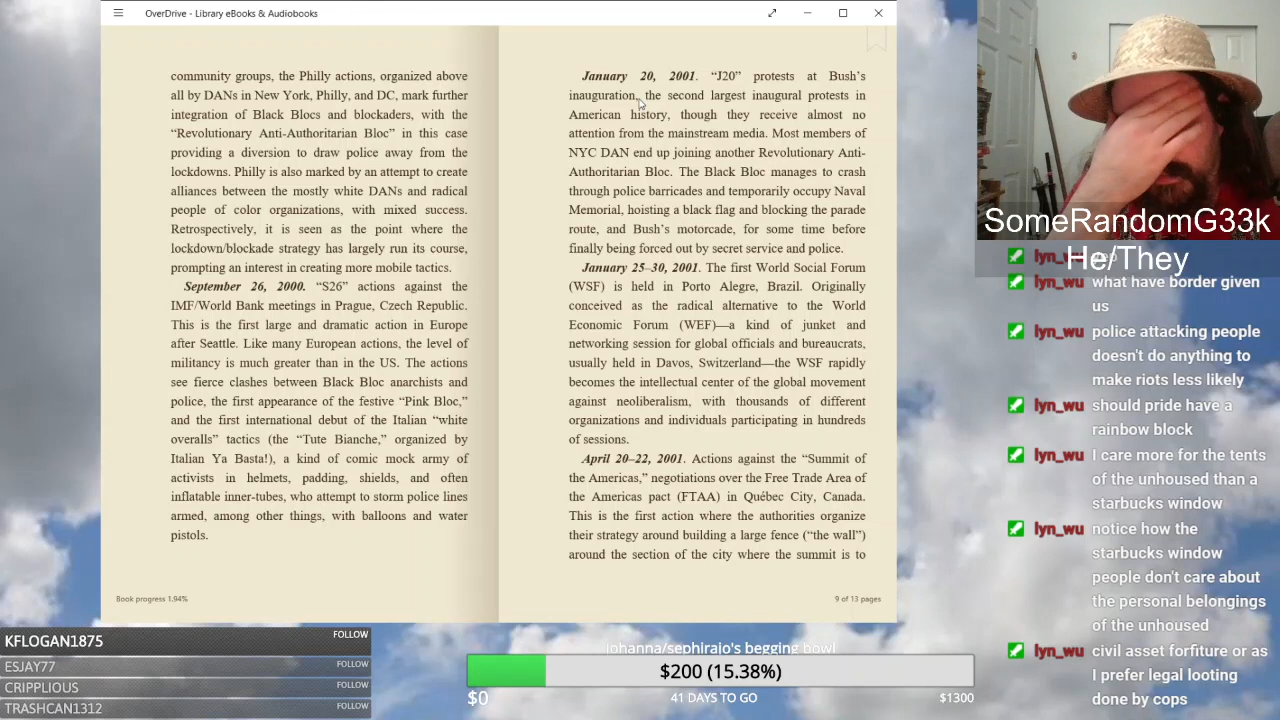 OverDrive - Library eBooks & Audiobooks
community groups, the Philly actions, organized above
all by DANs in New York, Philly, and DC, mark further
integration of Black Blocs and blockaders, with the
“Revolutionary Anti-Authoritarian Bloc” in this case
providing a diversion to draw police away from the
lockdowns. Philly is also marked by an attempt to create
alliances between the mostly white DANs and radical
people of color organizations, with mixed success.
Retrospectively, it is seen as the point where the
lockdown/blockade strategy has largely run its course,
prompting an interest in creating more mobile tactics.
September 26, 2000. “S26” actions against the
IMF/World Bank meetings in Prague, Czech Republic.
This is the first large and dramatic action in Europe
after Seattle. Like many European actions, the level of
militancy is much greater than in the US. The actions
see fierce clashes between Black Bloc anarchists and
police, the first appearance of the festive “Pink Bloc,”
and the first international debut of the Italian “white
overalls” tactics (the “Tute Bianche,” organized by
Italian Ya Basta!), a kind of comic mock army of
activists in helmets, padding, shields, and often
inflatable inner-tubes, who attempt to storm police lines
armed, among other things, with balloons and water
pistols.
Book progress 1.94%
January 20, 2001. “J20” protests at Bush’s
inauguration, the second largest inaugural protests in
American history, though they receive almost no
attention from the mainstream media. Most members of
NYC DAN end up joining another Revolutionary Anti-
Authoritarian Bloc. The Black Bloc manages to crash
through police barricades and temporarily occupy Naval
Memorial, hoisting a black flag and blocking the parade
route, and Bush’s motorcade, for some time before
finally being forced out by secret service and police.
January 25–30, 2001. The first World Social Forum
(WSF) is held in Porto Alegre, Brazil. Originally
conceived as the radical alternative to the World
Economic Forum (WEF)—a kind of junket and
networking session for global officials and bureaucrats,
usually held in Davos, Switzerland—the WSF rapidly
becomes the intellectual center of the global movement
against neoliberalism, with thousands of different
organizations and individuals participating in hundreds
of sessions.
April 20–22, 2001. Actions against the “Summit of
the Americas,” negotiations over the Free Trade Area of
the Americas pact (FTAA) in Québec City, Canada.
This is the first action where the authorities organize
their strategy around building a large fence (“the wall”)
around the section of the city where the summit is to
9 of 13 pages
SomeRandomG33k
He/They
lyn_wu
lyn_wu what have border given
us
lyn_wu police attacking people
doesn't do anything to
make riots less likely
lyn_wu should pride have a
rainbow block
lyn_wu I care more for the tents
of the unhoused than a
starbucks window
lyn_wu notice how the
starbucks window
people don't care about
the personal belongings
of the unhoused
lyn_wu civil asset forfiture or as
I prefer legal looting
done by cops
KFLOGAN1875 FOLLOW
ESJAY77 FOLLOW
CRIPPLIOUS FOLLOW
TRASHCAN1312 FOLLOW
johanna/sephiraio's begging bowl
$200 (15.38%)
$0 41 DAYS TO GO $1300